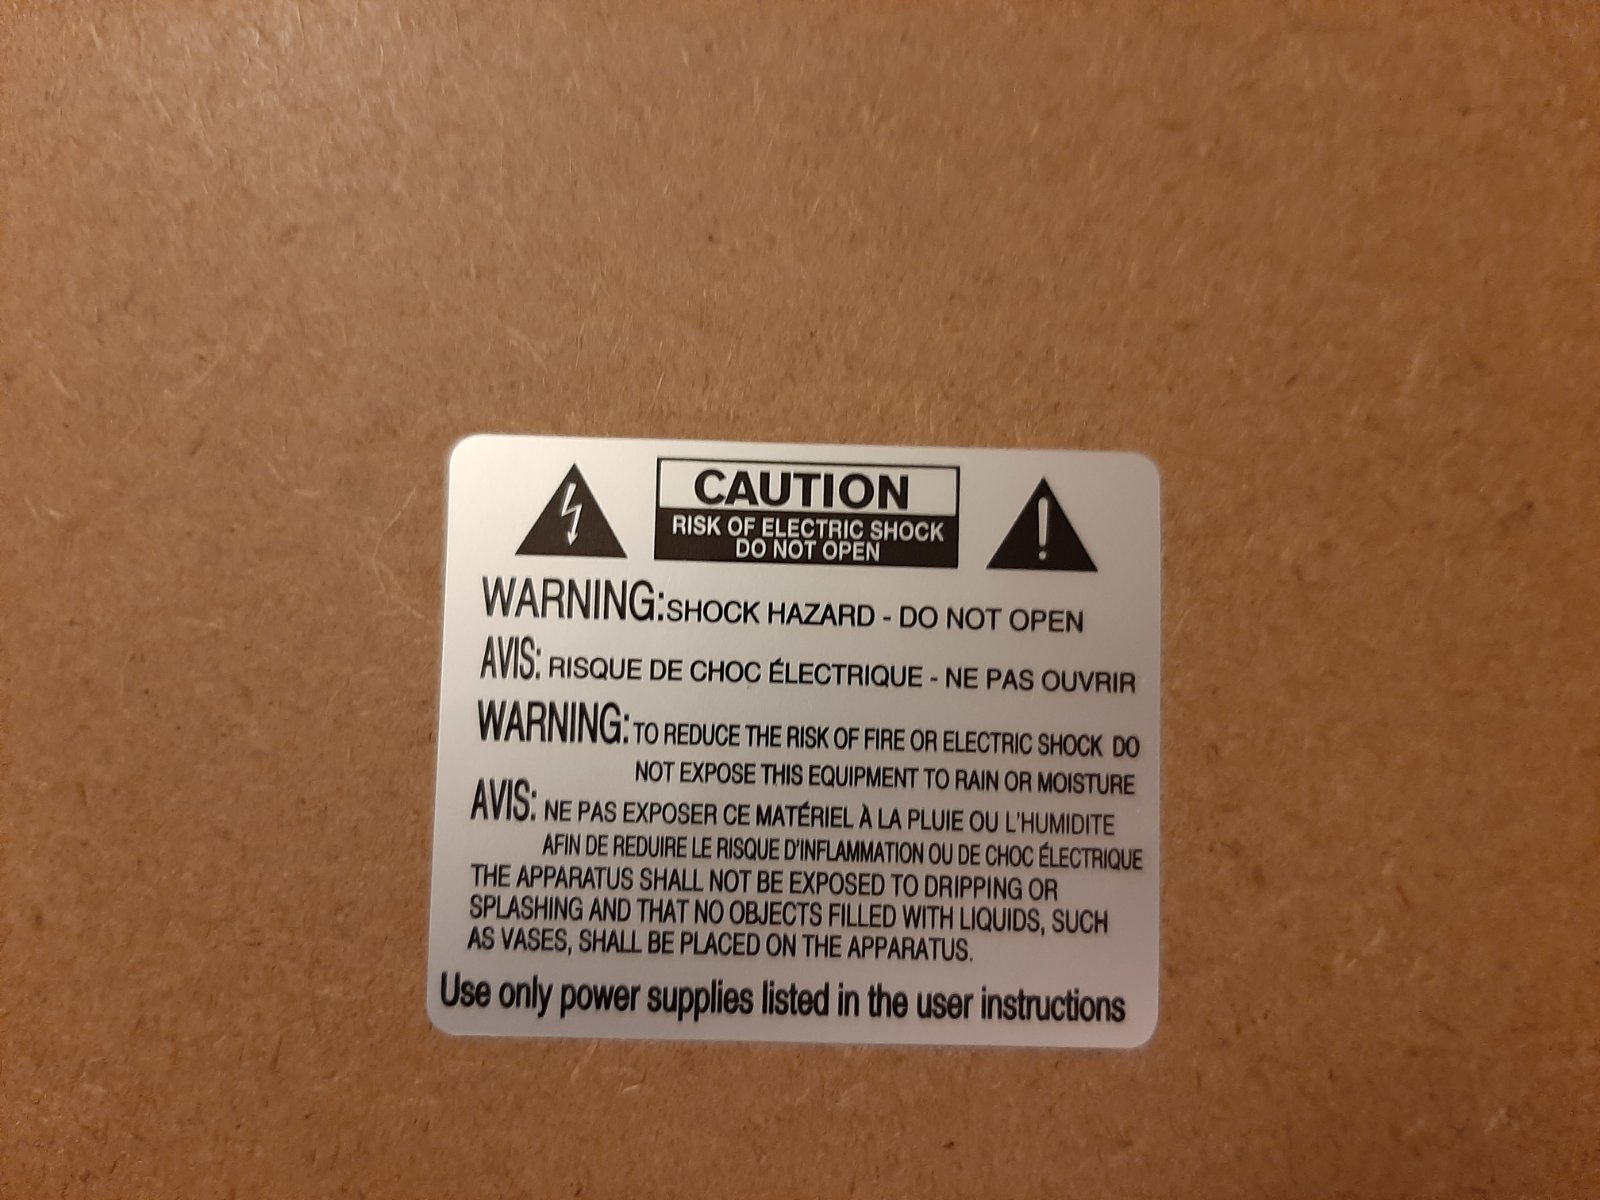 CAUTION
RISK OF ELECTRIC SHOCK
DO NOT OPEN
WARNING: SHOCK HAZARD - DO NOT OPEN
AVIS: RISQUE DE CHOC ÉLECTRIQUE - NE PAS OUVRIR
WARNING: TO REDUCE THE RISK OF FIRE OR ELECTRIC SHOCK DO
NOT EXPOSE THIS EQUIPMENT TO RAIN OR MOISTURE
AVIS: NE PAS EXPOSER CE MATÉRIEL À LA PLUIE OU L'HUMIDITE
AFIN DE REDUIRE LE RISQUE D'INFLAMMATION OU DE CHOC ÉLECTRIQUE
THE APPARATUS SHALL NOT BE EXPOSED TO DRIPPING OR
SPLASHING AND THAT NO OBJECTS FILLED WITH LIQUIDS, SUCH
AS VASES, SHALL BE PLACED ON THE APPARATUS.
Use only power supplies listed in the user instructions